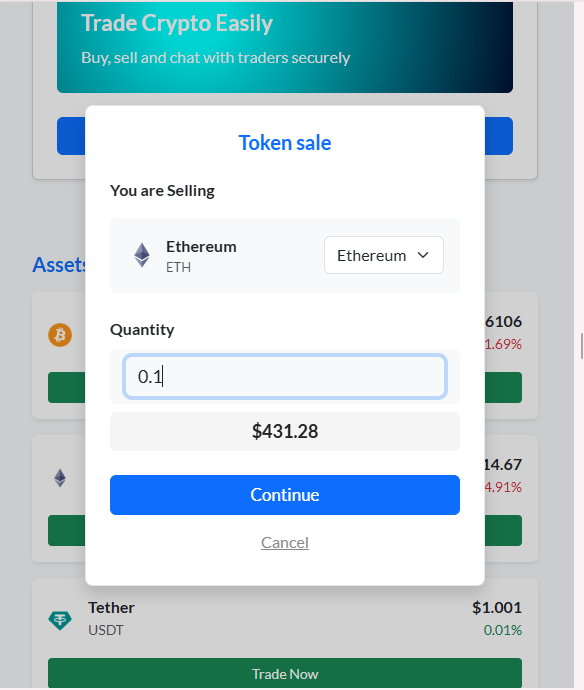 Trade Crypto Easily
Buy, sell and chat with traders securely
Token sale
You are Selling
Ethereum
ETH
Ethereum
Assets
Quantity
6106
1.69%
0.1
$431.28
14.67
4.91%
Continue
Cancel
Tether
USDT
$1.001
0.01%
Trade Now